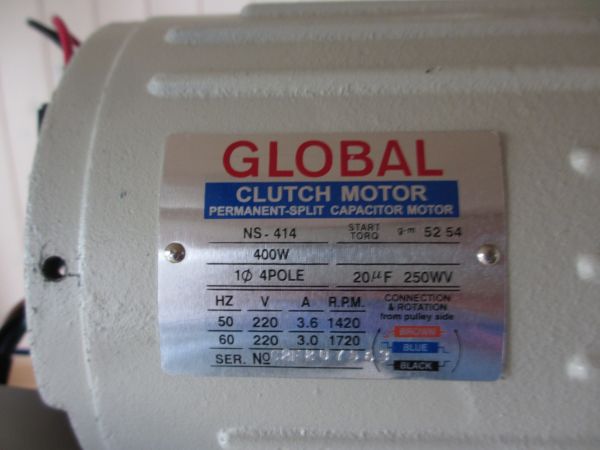 GLOBAL
CLUTCH MOTOR
PERMANENT-SPLIT CAPACITOR MOTOR
NS-414 START TORQ g-m 52 54
400W
1Ø 4POLE 20µF 250WV
HZ V A R.P.M.
50 220 3.6 1420
60 220 3.0 1720
SER. No
CONNECTION & ROTATION
from pulley side
BROWN
BLUE
BLACK